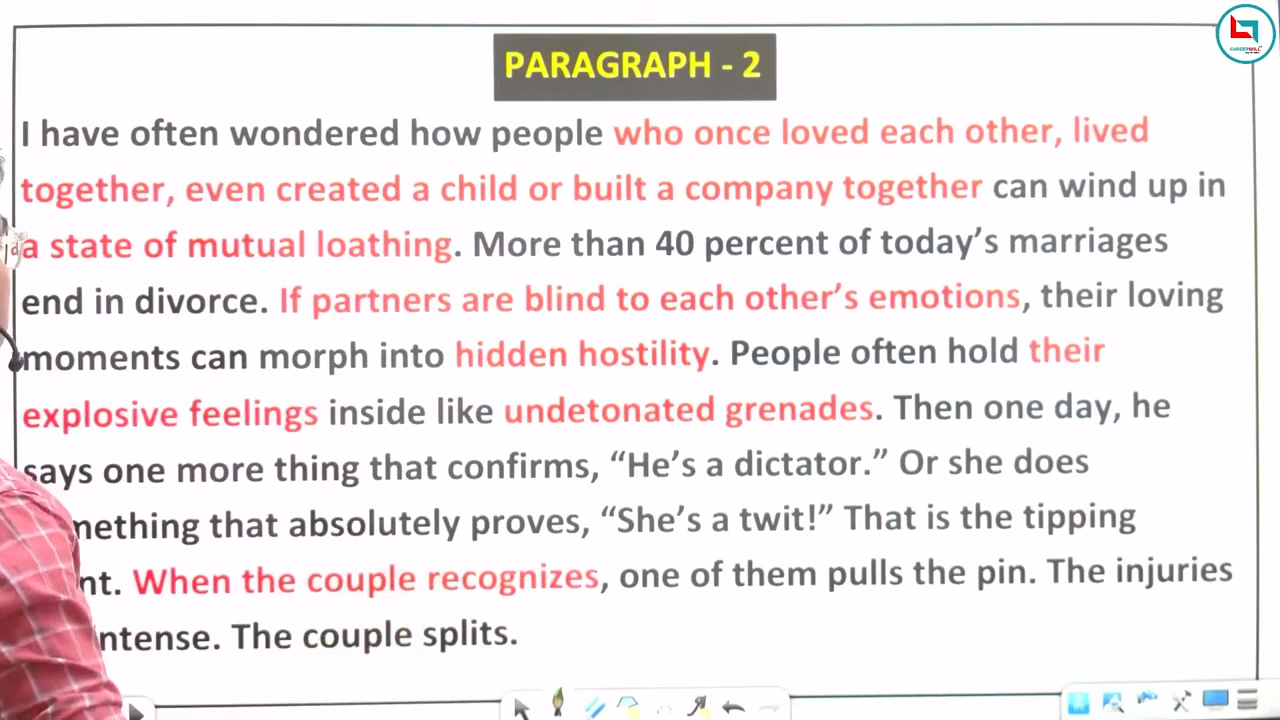 PARAGRAPH - 2
I have often wondered how people who once loved each other, lived
together, even created a child or built a company together can wind up in
a state of mutual loathing. More than 40 percent of today's marriages
end in divorce. If partners are blind to each other's emotions, their loving
moments can morph into hidden hostility. People often hold their
explosive feelings inside like undetonated grenades. Then one day, he
says one more thing that confirms, “He's a dictator.” Or she does
mething that absolutely proves, “She's a twit!” That is the tipping
nt. When the couple recognizes, one of them pulls the pin. The injuries
ntense. The couple splits.